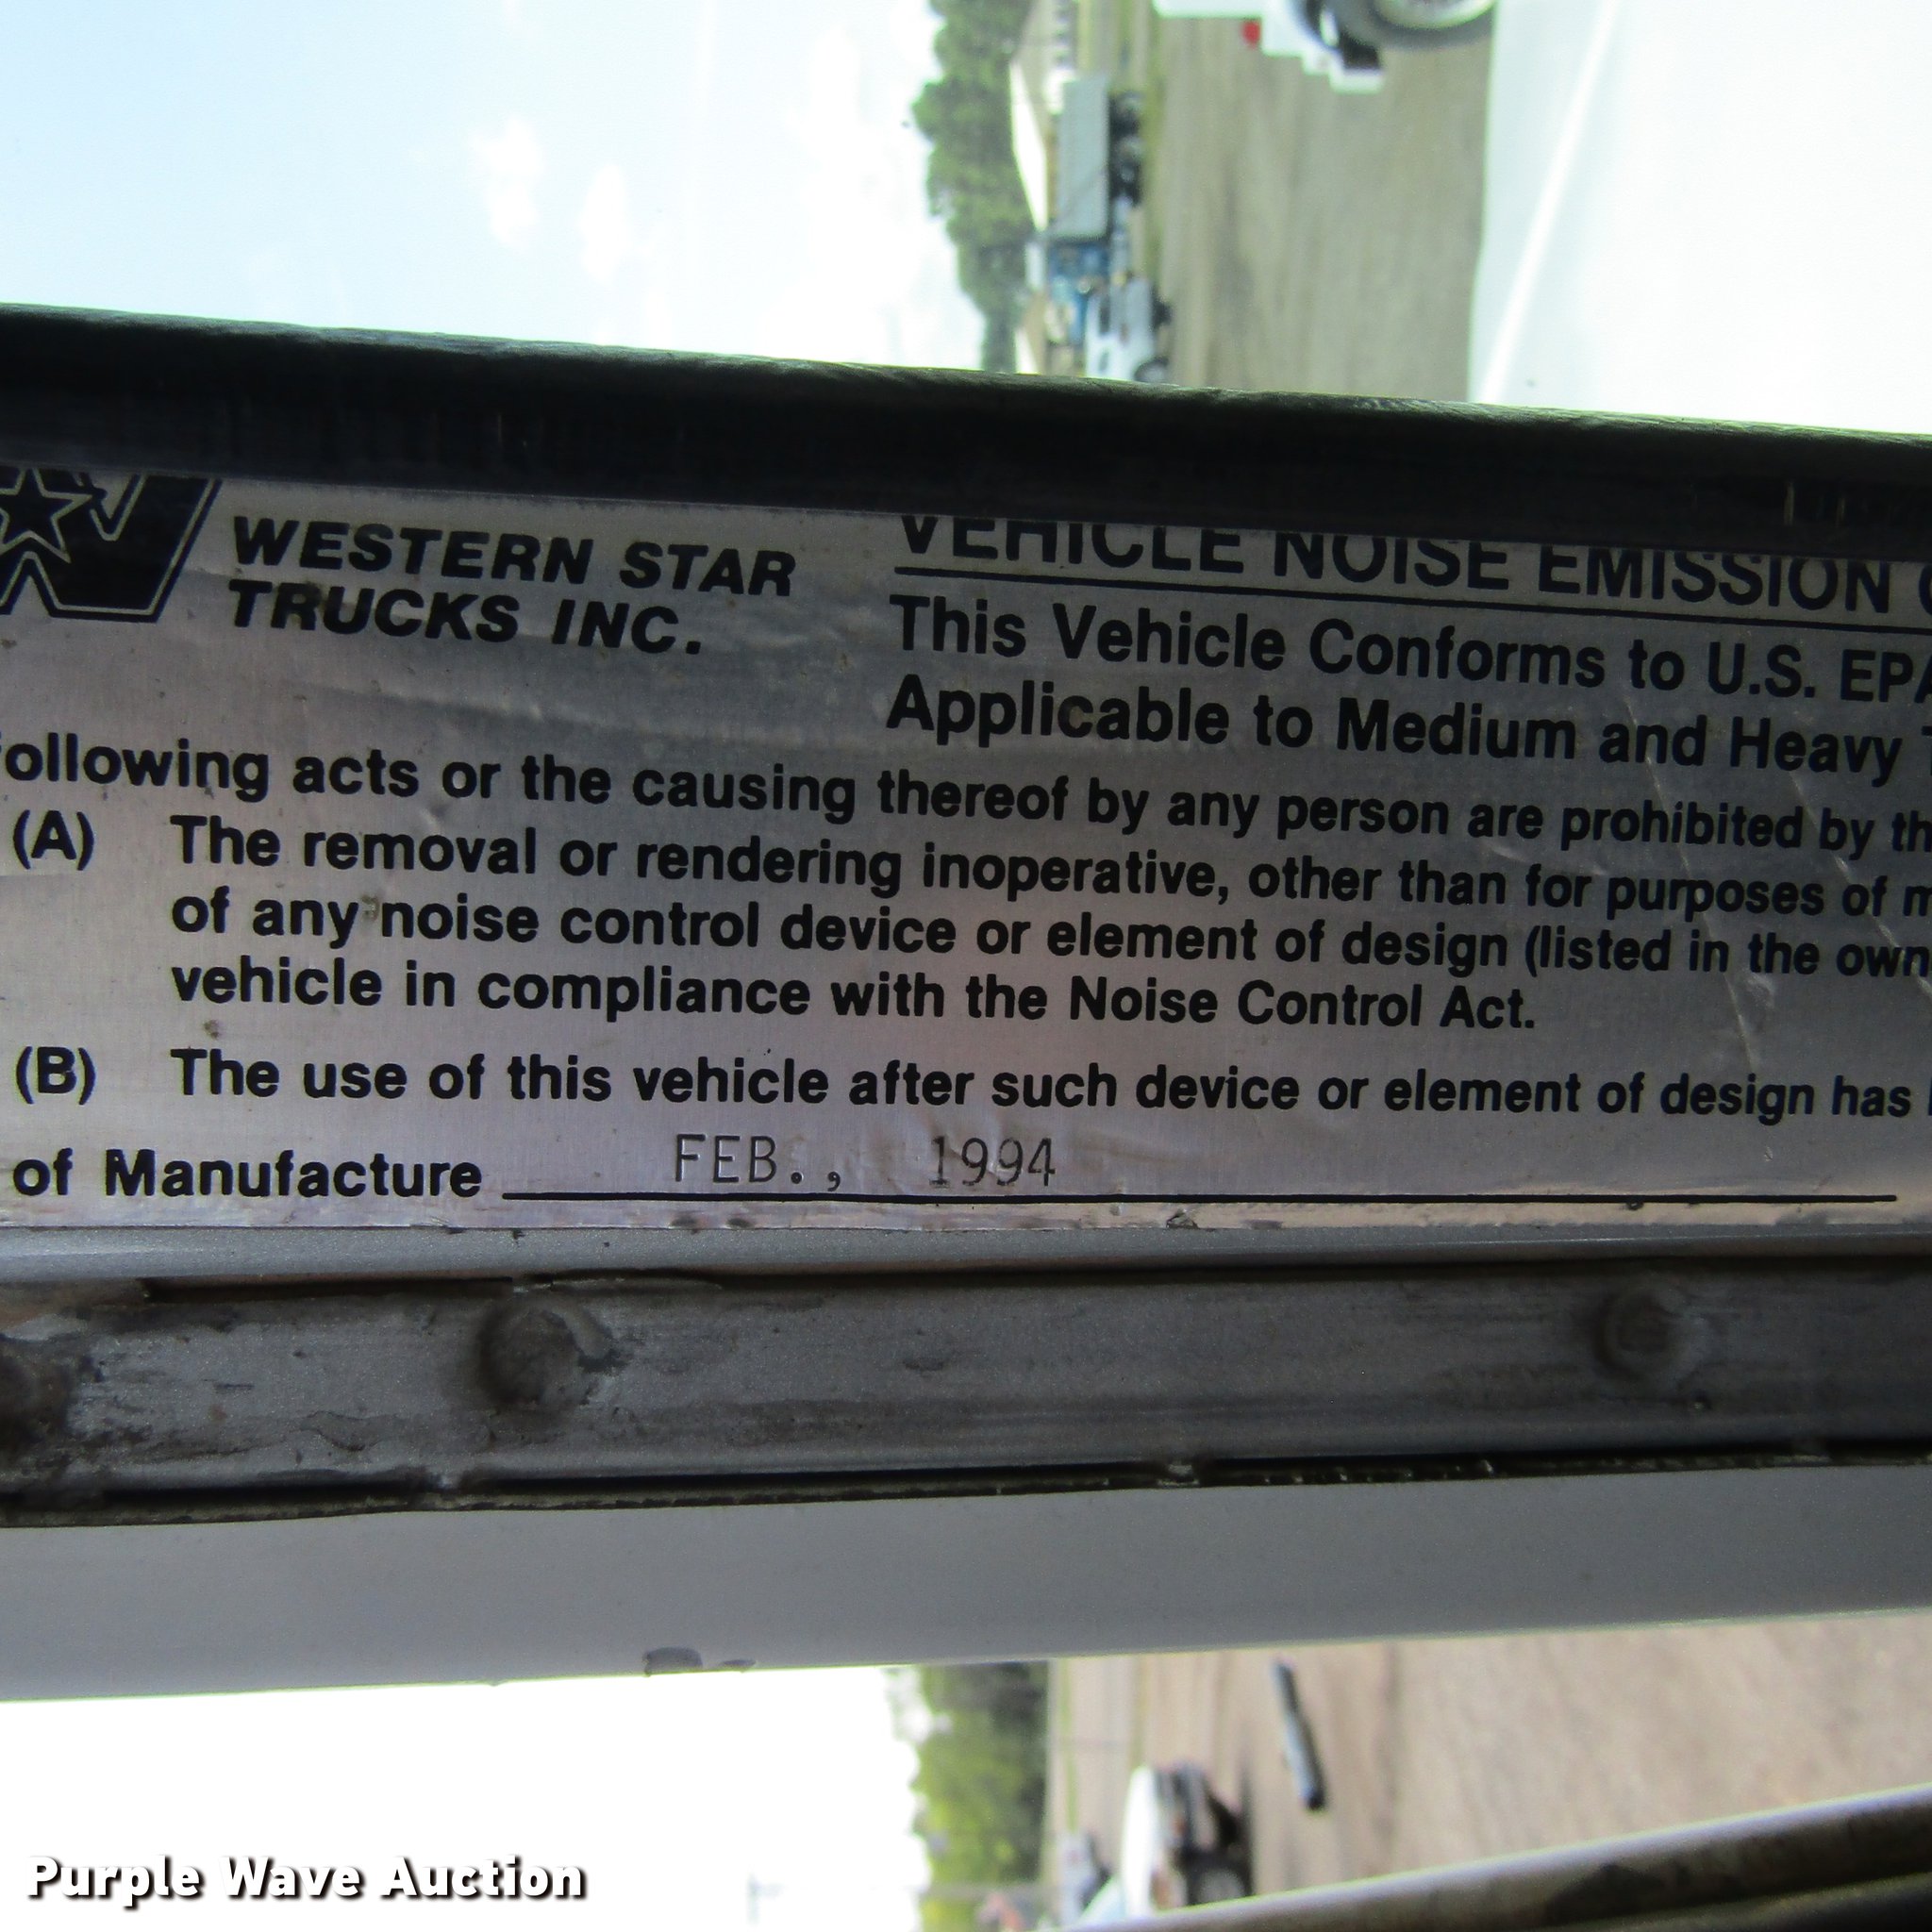 WESTERN STAR
TRUCKS INC.
VEHICLE NOISE EMISSION
This Vehicle Conforms to U.S. EPA
Applicable to Medium and Heavy
following acts or the causing thereof by any person are prohibited by
(A) The removal or rendering inoperative, other than for purposes of
of any noise control device or element of design (listed in the
vehicle in compliance with the Noise Control Act.
(B) The use of this vehicle after such device or element of design has
of Manufacture FEB., 1994
Purple Wave Auction